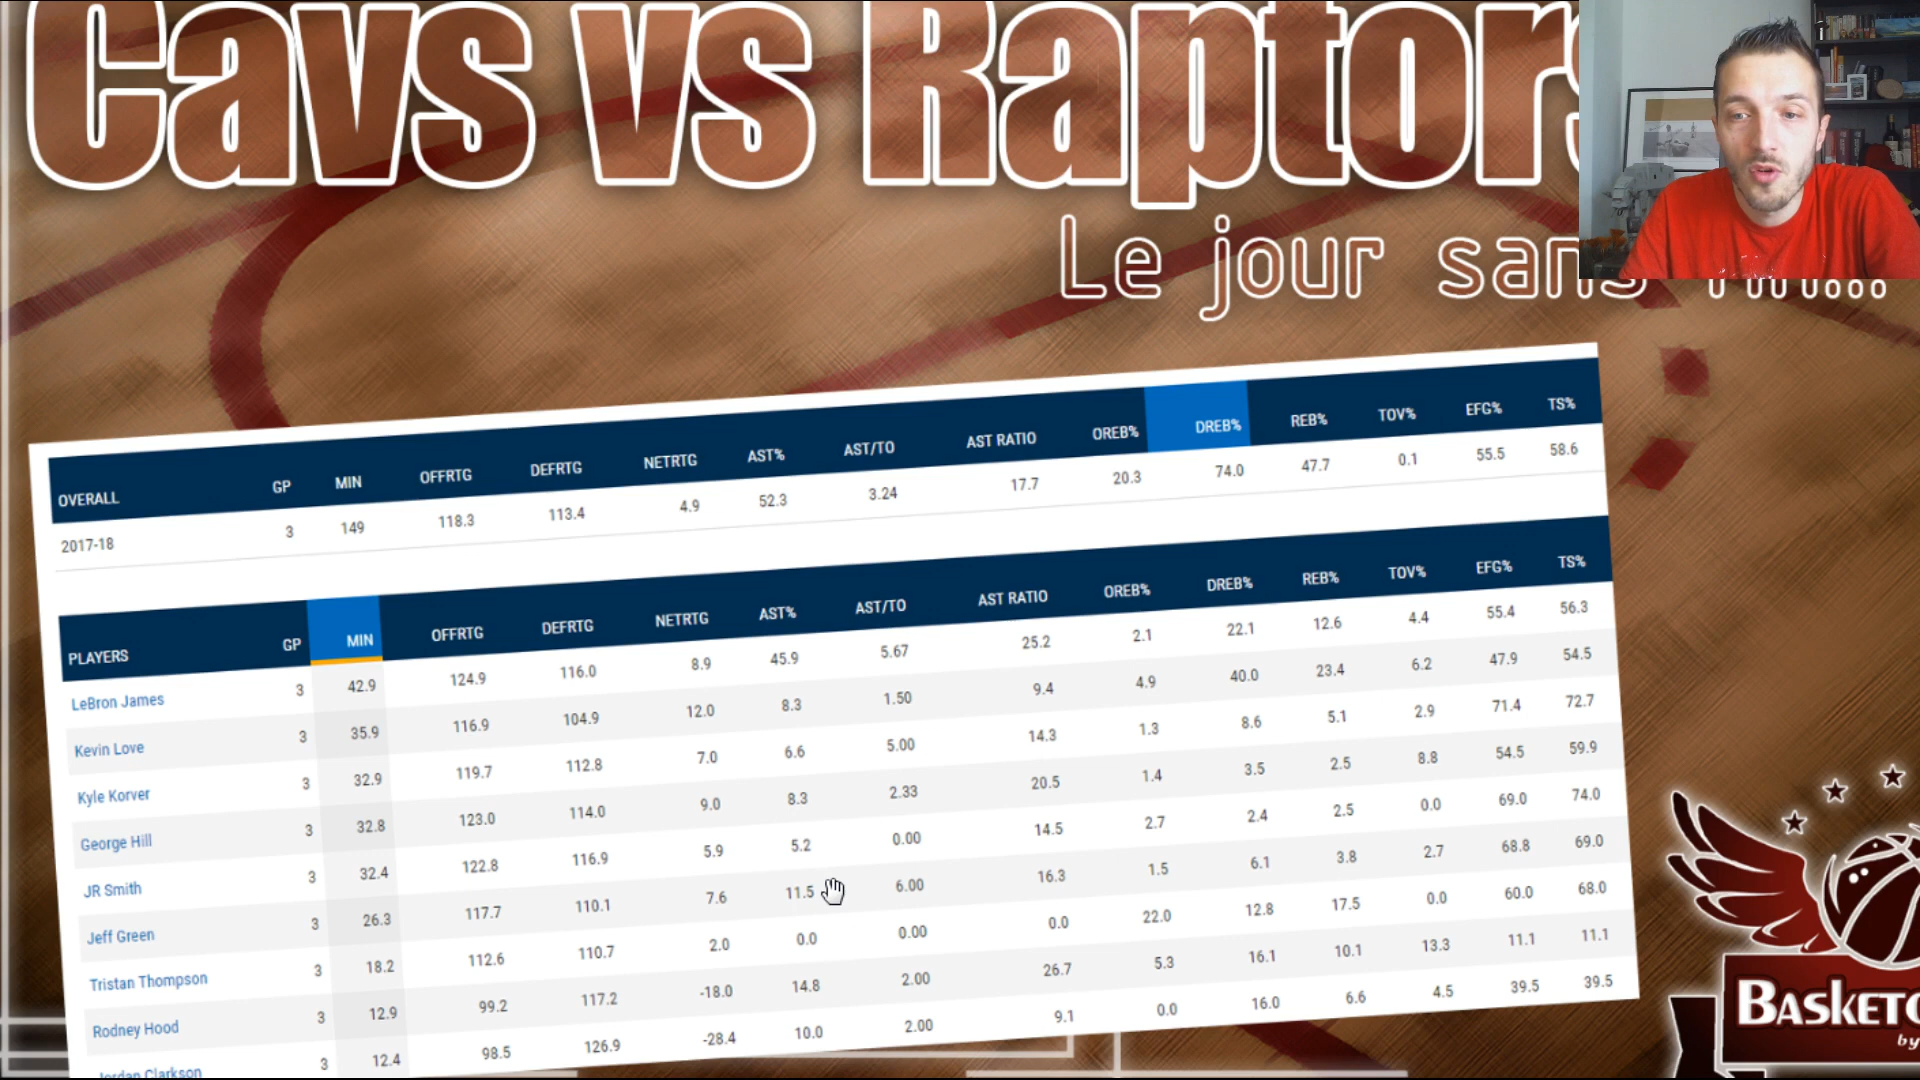 Cavs vs Raptors
Le jour sans
OVERALL GP MIN OFFRTG DEFRTG NETRTG AST% AST/TO AST RATIO OREB% DREB% REB% TOV% EFG% TS%
2017-18 3 149 118.3 113.4 4.9 52.3 3.24 17.7 20.3 74.0 47.7 0.1 55.5 58.6
PLAYERS GP MIN OFFRTG DEFRTG NETRTG AST% AST/TO AST RATIO OREB% DREB% REB% TOV% EFG% TS%
LeBron James 3 42.9 124.9 116.0 8.9 45.9 5.67 25.2 2.1 22.1 12.6 4.4 55.4 56.3
Kevin Love 3 35.9 116.9 104.9 12.0 8.3 1.50 9.4 4.9 40.0 23.4 6.2 47.9 54.5
Kyle Korver 3 32.9 119.7 112.8 7.0 6.6 5.00 14.3 1.3 8.6 5.1 2.9 71.4 72.7
George Hill 3 32.8 123.0 114.0 9.0 8.3 2.33 20.5 1.4 3.5 2.5 8.8 54.5 59.9
JR Smith 3 32.4 122.8 116.9 5.9 5.2 0.00 14.5 2.7 2.4 2.5 0.0 69.0 74.0
Jeff Green 3 26.3 117.7 110.1 7.6 11.5 6.00 16.3 1.5 6.1 3.8 2.7 68.8 69.0
Tristan Thompson 3 18.2 112.6 110.7 2.0 0.0 0.00 0.0 22.0 12.8 17.5 0.0 60.0 68.0
Rodney Hood 3 12.9 99.2 117.2 -18.0 14.8 2.00 26.7 5.3 16.1 10.1 13.3 11.1 11.1
Jordan Clarkson 3 12.4 98.5 126.9 -28.4 10.0 2.00 9.1 0.0 16.0 6.6 4.5 39.5 39.5
BASKETO
by